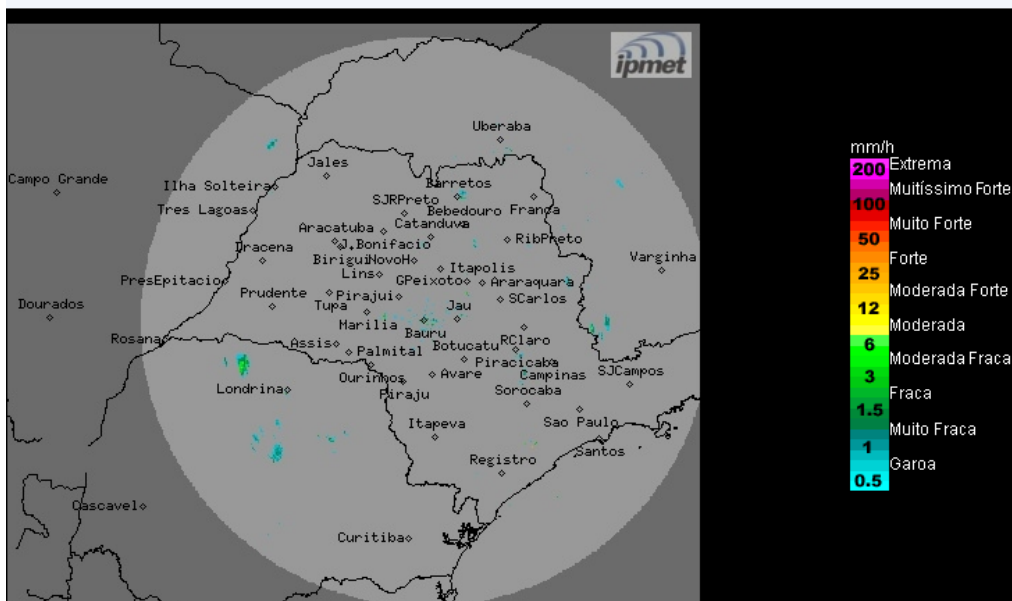 ipmet
Uberaba
Jales
Campo Grande
Ilha Solteira
Barretos
SJRPreto
Tres Lagoas
Bebedouro
Franca
Catanduva
Aracatuba
RibPreto
Dracena
J.Bonifacio
Varginha
BiriguiNovoH
Lins
Itapolis
PresEpitacio
GPeixoto
Araraquara
Prudente
Pirajui
SCarlos
Dourados
Tupa
Jau
Marilia
Bauru
Rosana
Assis
Botucatu
RClaro
Palmital
Piracicaba
Londrina
Ourinhos
Avare
Campinas
SJCampos
Piraju
Sorocaba
Itapeva
Sao Paulo
Santos
Registro
Cascavel
Curitiba
mm/h
200 Extrema
Muitíssimo Forte
100
Muito Forte
50
Forte
25
Moderada Forte
12
Moderada
6
Moderada Fraca
3
Fraca
1.5
Muito Fraca
1
Garoa
0.5